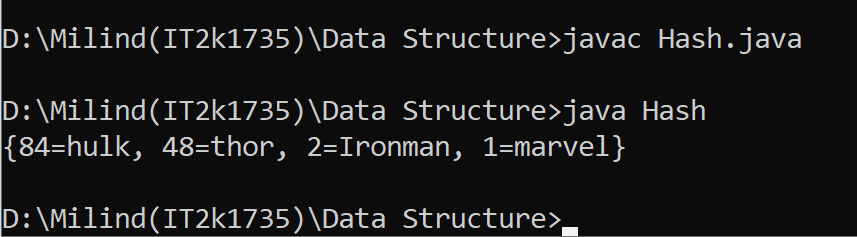 D:\Milind(IT2k1735)\Data Structure>javac Hash.java
D:\Milind(IT2k1735)\Data Structure>java Hash
{84=hulk, 48=thor, 2=Ironman, 1=marvel}
D:\Milind(IT2k1735)\Data Structure>